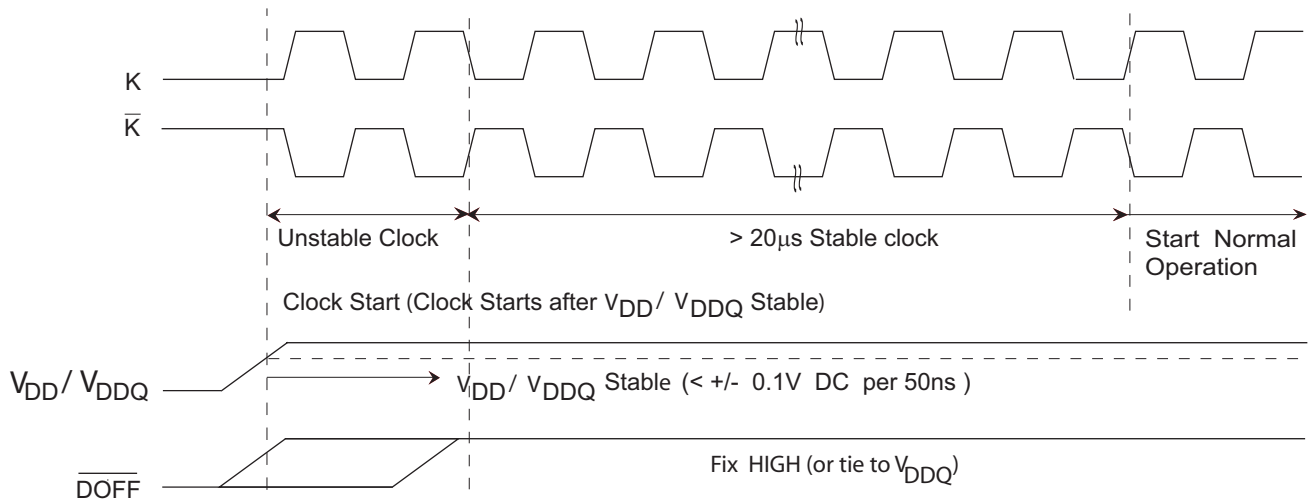 K
K̅
Unstable Clock
> 20μs Stable clock
Start Normal
Operation
Clock Start (Clock Starts after VDD / VDDQ Stable)
VDD / VDDQ
VDD / VDDQ Stable (< +/- 0.1V DC per 50ns )
D̅O̅F̅F̅
Fix HIGH (or tie to VDDQ)